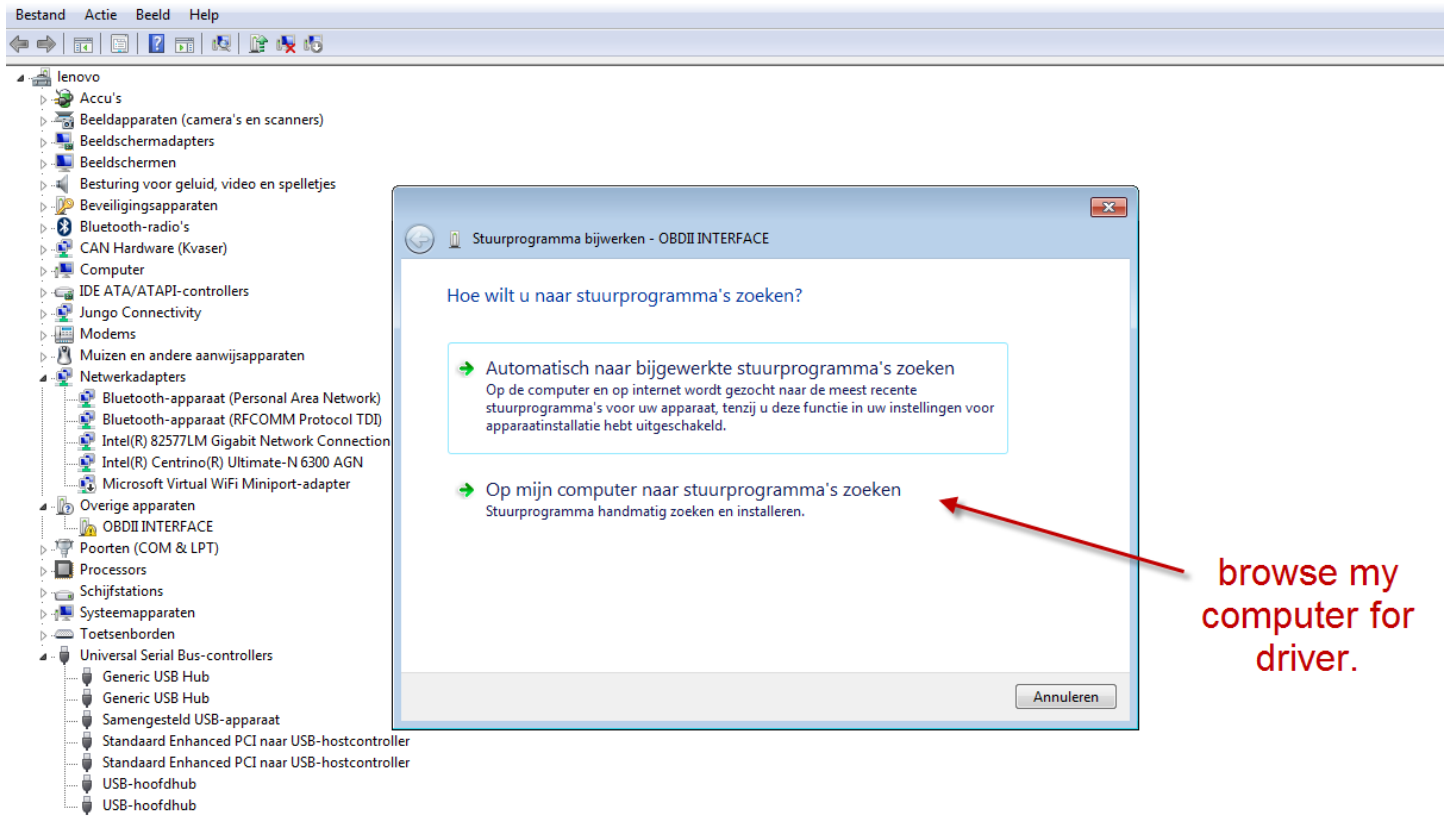 Bestand Actie Beeld Help
lenovo
Accu's
Beeldapparaten (camera's en scanners)
Beeldschermadapters
Beeldschermen
Besturing voor geluid, video en spelletjes
Beveiligingsapparaten
Bluetooth-radio's
CAN Hardware (Kvaser)
Computer
IDE ATA/ATAPI-controllers
Jungo Connectivity
Modems
Muizen en andere aanwijsapparaten
Netwerkadapters
Bluetooth-apparaat (Personal Area Network)
Bluetooth-apparaat (RFCOMM Protocol TDI)
Intel(R) 82577LM Gigabit Network Connection
Intel(R) Centrino(R) Ultimate-N 6300 AGN
Microsoft Virtual WiFi Miniport-adapter
Overige apparaten
OBDII INTERFACE
Poorten (COM & LPT)
Processors
Schijfstations
Systeemapparaten
Toetsenborden
Universal Serial Bus-controllers
Generic USB Hub
Generic USB Hub
Samengesteld USB-apparaat
Standaard Enhanced PCI naar USB-hostcontroller
Standaard Enhanced PCI naar USB-hostcontroller
USB-hoofdhub
USB-hoofdhub
Stuurprogramma bijwerken - OBDII INTERFACE
Hoe wilt u naar stuurprogramma's zoeken?
Automatisch naar bijgewerkte stuurprogramma's zoeken
Op de computer en op internet wordt gezocht naar de meest recente
stuurprogramma's voor uw apparaat, tenzij u deze functie in uw instellingen voor
apparaatinstallatie hebt uitgeschakeld.
Op mijn computer naar stuurprogramma's zoeken
Stuurprogramma handmatig zoeken en installeren.
Annuleren
browse my
computer for
driver.